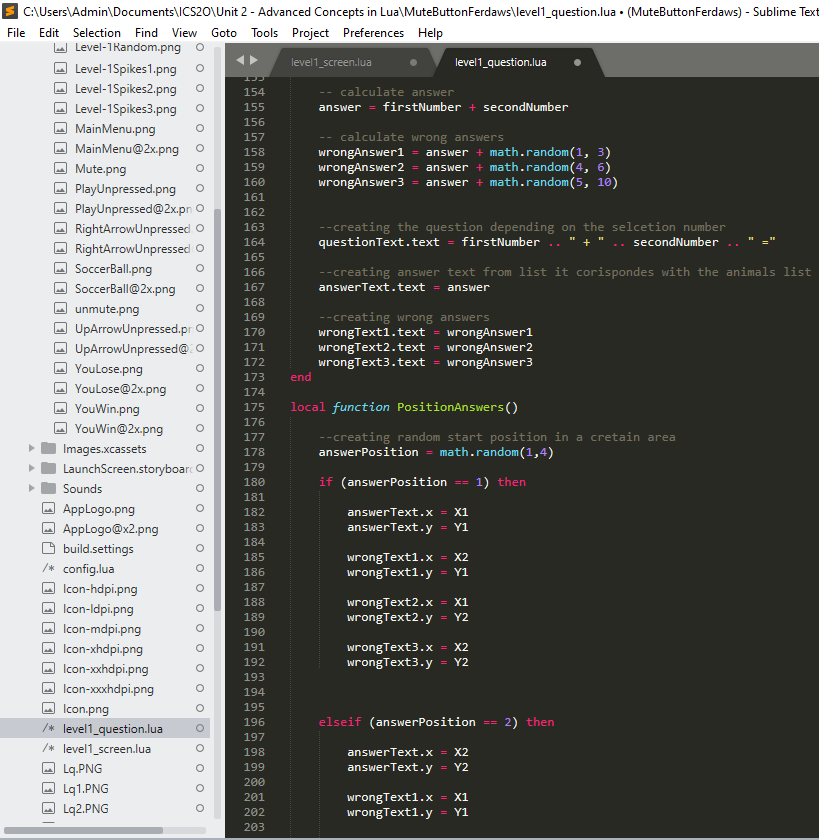 C:\Users\Admin\Documents\ICS2O\Unit 2 - Advanced Concepts in Lua\MuteButtonFerdaws\level1_question.lua • (MuteButtonFerdaws) - Sublime Text
File Edit Selection Find View Goto Tools Project Preferences Help
Level-1Random.png
Level-1Spikes1.png
Level-1Spikes2.png
Level-1Spikes3.png
MainMenu.png
MainMenu@2x.png
Mute.png
PlayUnpressed.png
PlayUnpressed@2x.pn
RightArrowUnpressed
RightArrowUnpressed
SoccerBall.png
SoccerBall@2x.png
unmute.png
UpArrowUnpressed.pr
UpArrowUnpressed@
YouLose.png
YouLose@2x.png
YouWin.png
YouWin@2x.png
Images.xcassets
LaunchScreen.storyboard
Sounds
AppLogo.png
AppLogo@x2.png
build.settings
/* config.lua
Icon-hdpi.png
Icon-ldpi.png
Icon-mdpi.png
Icon-xhdpi.png
Icon-xxhdpi.png
Icon-xxxhdpi.png
Icon.png
/* level1_question.lua
/* level1_screen.lua
Lq.PNG
Lq1.PNG
Lq2.PNG
level1_screen.lua
level1_question.lua
153
154 -- calculate answer
155 answer = firstNumber + secondNumber
156
157 -- calculate wrong answers
158 wrongAnswer1 = answer + math.random(1, 3)
159 wrongAnswer2 = answer + math.random(4, 6)
160 wrongAnswer3 = answer + math.random(5, 10)
161
162
163 --creating the question depending on the selcetion number
164 questionText.text = firstNumber .. " + " .. secondNumber .. " ="
165
166 --creating answer text from list it corispondes with the animals list
167 answerText.text = answer
168
169 --creating wrong answers
170 wrongText1.text = wrongAnswer1
171 wrongText2.text = wrongAnswer2
172 wrongText3.text = wrongAnswer3
173 end
174
175 local function PositionAnswers()
176
177 --creating random start position in a cretain area
178 answerPosition = math.random(1,4)
179
180 if (answerPosition == 1) then
181
182 answerText.x = X1
183 answerText.y = Y1
184
185 wrongText1.x = X2
186 wrongText1.y = Y1
187
188 wrongText2.x = X1
189 wrongText2.y = Y2
190
191 wrongText3.x = X2
192 wrongText3.y = Y2
193
194
195
196 elseif (answerPosition == 2) then
197
198 answerText.x = X2
199 answerText.y = Y2
200
201 wrongText1.x = X1
202 wrongText1.y = Y1
203